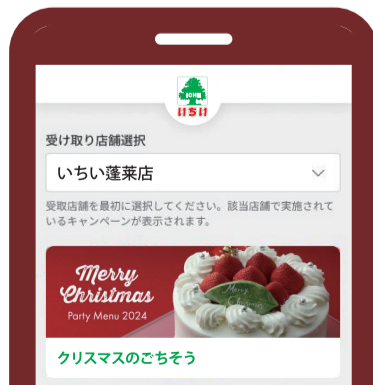 ICHII
いちい
受け取り店舗選択
いちい蓬莱店
受取店舗を最初に選択してください。該当店舗で実施されて
いるキャンペーンが表示されます。
Merry
Christmas
Party Menu 2024
Merry
Christmas
クリスマスのごちそう